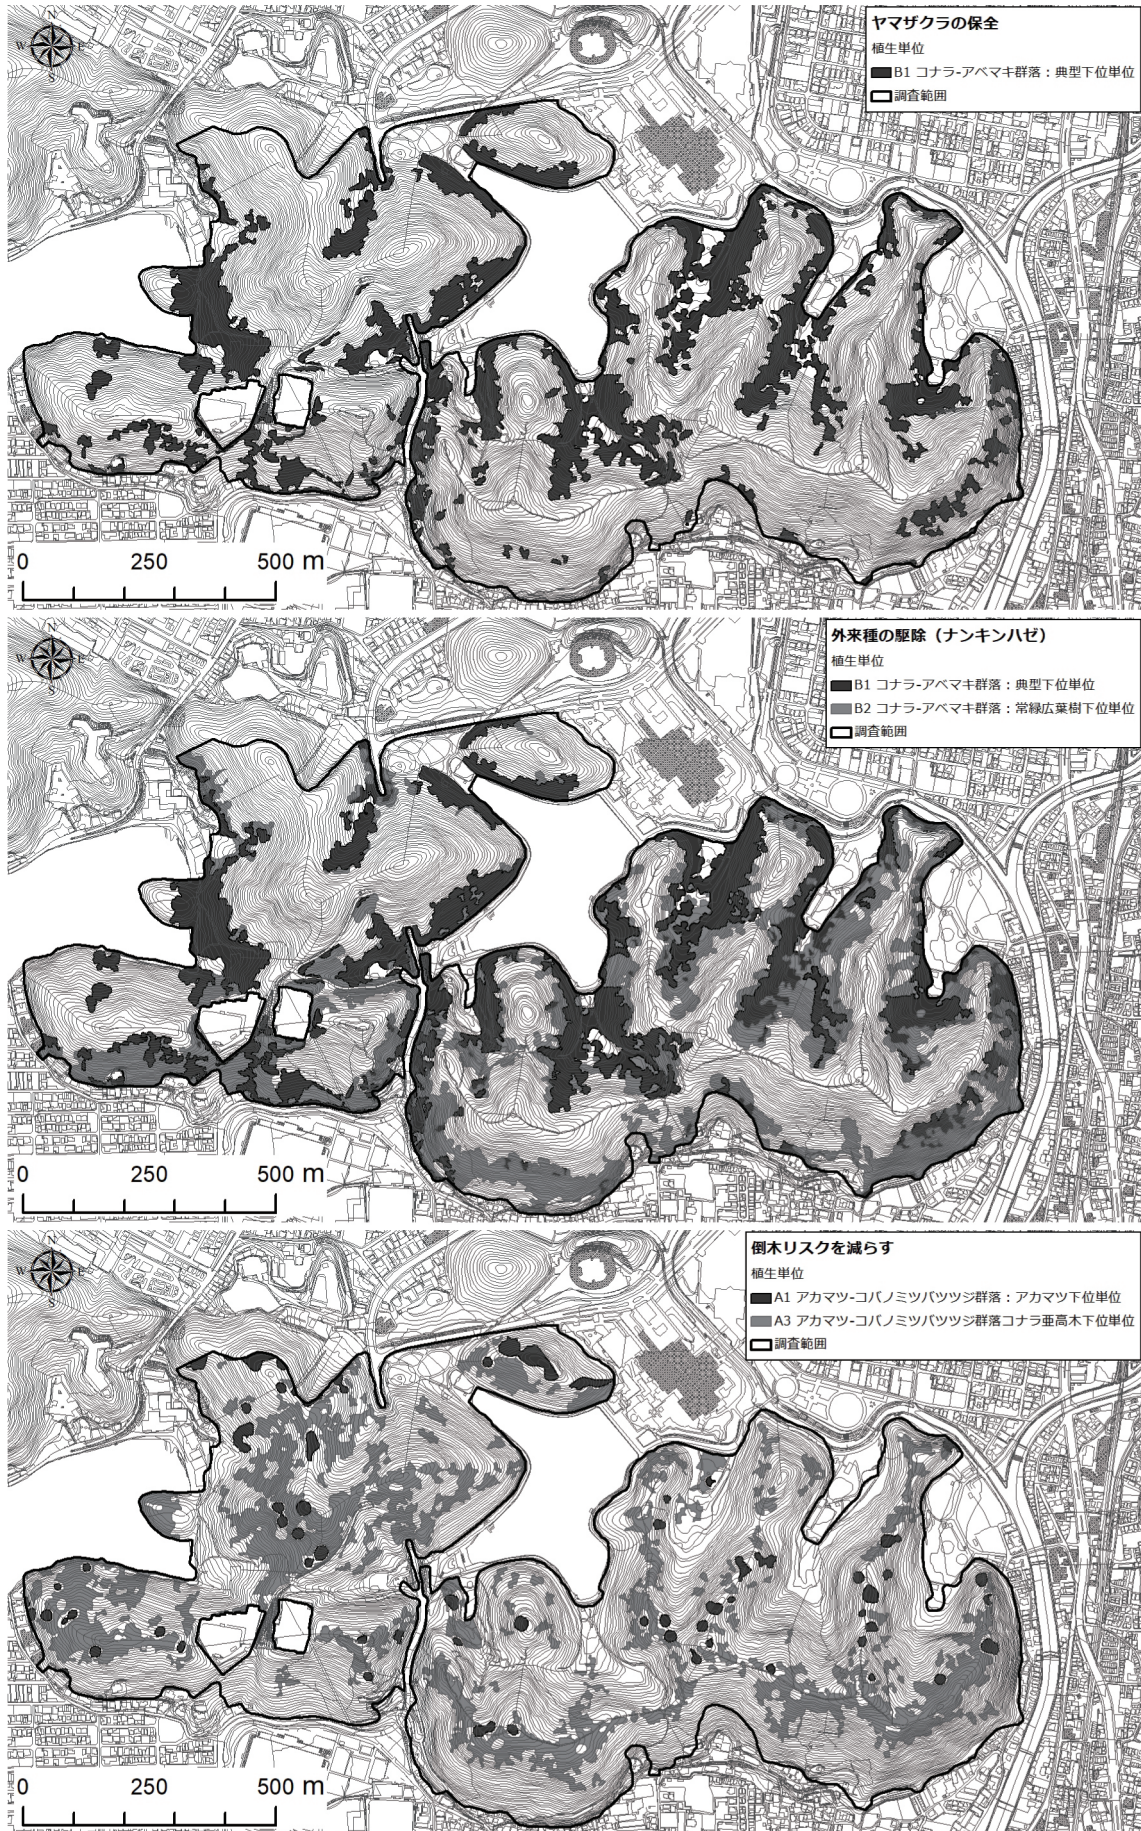 ヤマザクラの保全
植生単位
B1 コナラ-アベマキ群落：典型下位単位
調査範囲
N
W
E
S
0 250 500 m
外来種の駆除（ナンキンハゼ）
植生単位
B1 コナラ-アベマキ群落：典型下位単位
B2 コナラ-アベマキ群落：常緑広葉樹下位単位
調査範囲
N
W
E
S
0 250 500 m
倒木リスクを減らす
植生単位
A1 アカマツ-コバノミツバツツジ群落：アカマツ下位単位
A3 アカマツ-コバノミツバツツジ群落コナラ亜高木下位単位
調査範囲
N
W
E
S
0 250 500 m